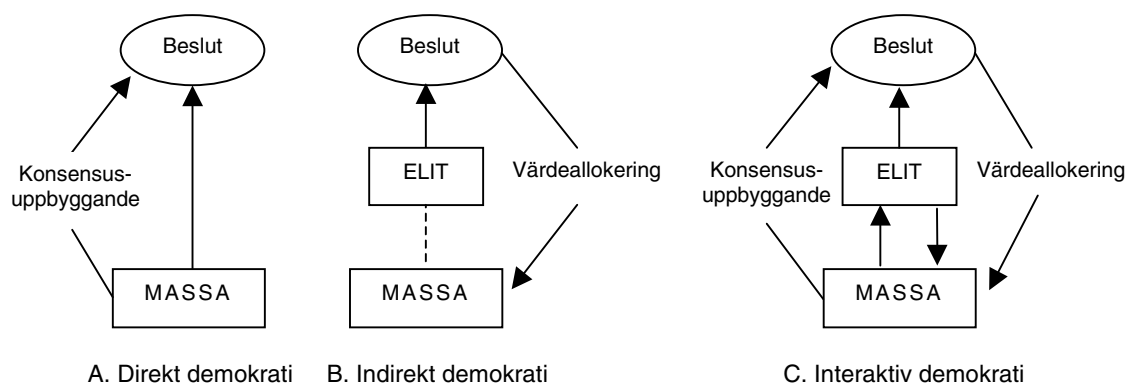 Beslut
Konsensus-
uppbyggande
MASSA
A. Direkt demokrati
Beslut
ELIT
Värdeallokering
MASSA
B. Indirekt demokrati
Beslut
Konsensus-
uppbyggande
ELIT
Värdeallokering
MASSA
C. Interaktiv demokrati